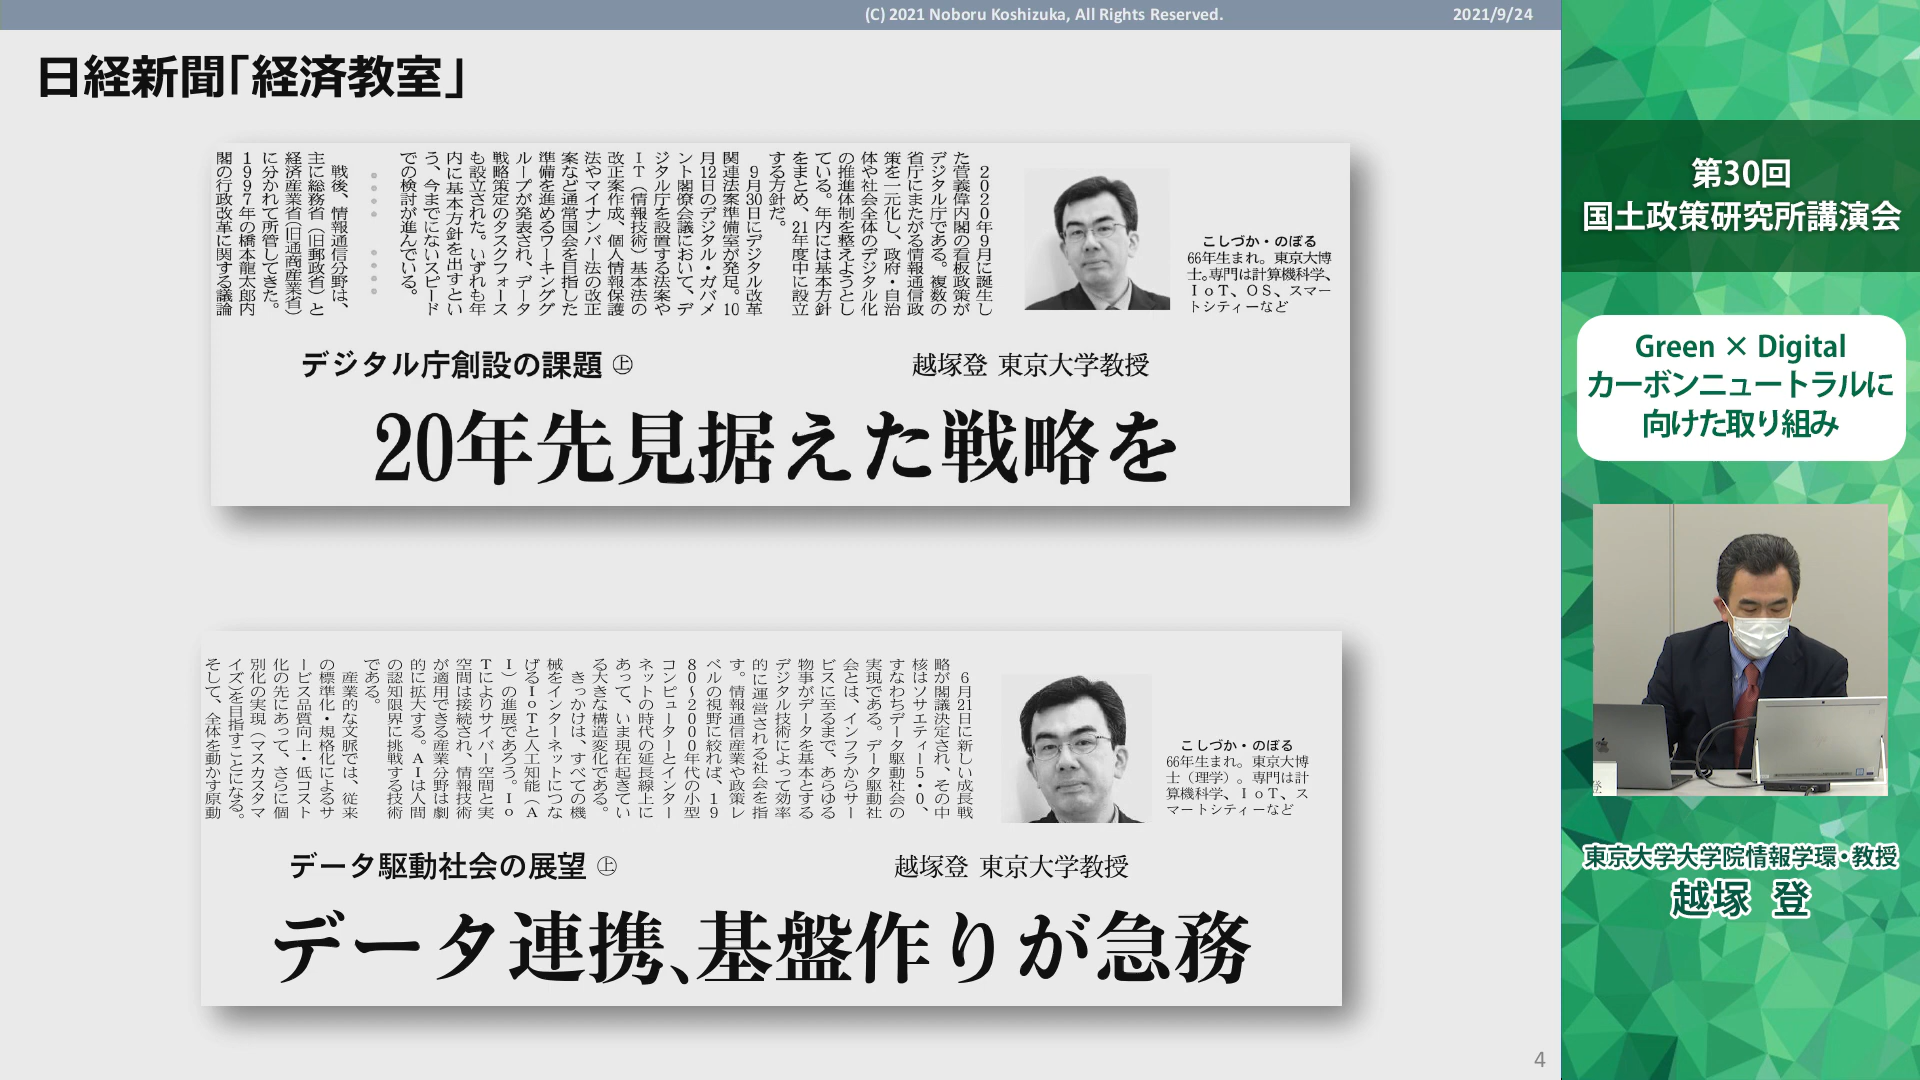 (C) 2021 Noboru Koshizuka, All Rights Reserved.
2021/9/24
日経新聞「経済教室」
2020年9月に誕生し
た菅義偉内閣の看板政策が
デジタル庁である。複数の
省庁にまたがる情報通信政
策を一元化し、政府・自治
体や社会全体のデジタル化
の推進体制を整えようとし
ている。年内には基本方針
をまとめ、21年度中に設立
する方針だ。
9月30日にデジタル改革
関連法案準備室が発足。10
月12日のデジタル・ガバメ
ント閣僚会議において、デ
ジタル庁を設置する法案や
IT(情報技術)基本法の
改正案作成、個人情報保護
法やマイナンバー法の改正
案など通常国会を目指した
準備を進めるワーキンググ
ループが発表され、データ
戦略策定のタスクフォース
も設立された。いずれも年
内に基本方針を出すとい
う、今までにないスピード
での検討が進んでいる。
戦後、情報通信分野は、
主に総務省(旧郵政省)と
経済産業省(旧通商産業省)
に分かれて所管してきた。
1997年の橋本龍太郎内
閣の行政改革に関する議論
こしづか・のぼる
66年生まれ。東京大博
士。専門は計算機科学、
IoT、OS、スマー
トシティーなど
デジタル庁創設の課題 ㊤
越塚登 東京大学教授
20年先見据えた戦略を
6月21日に新しい成長戦
略が閣議決定され、その中
核はソサエティー5・0、
すなわちデータ駆動社会の
実現である。データ駆動社
会とは、インフラからサー
ビスに至るまで、あらゆる
物事がデータを基本とする
デジタル技術によって効率
的に運営される社会を指
す。情報通信産業や政策レ
ベルの視野に絞れば、19
80~2000年代の小型
コンピューターとインター
ネットの時代の延長線上に
あって、いま現在起きてい
る大きな構造変化である。
きっかけは、すべての機
械をインターネットにつな
げるIoTと人工知能(A
I)の進展であろう。Io
Tによりサイバー空間と実
空間は接続され、情報技術
が適用できる産業分野は劇
的に拡大する。AIは人間
の認知限界に挑戦する技術
である。
産業的な文脈では、従来
の標準化・規格化によるサ
ービス品質向上・低コスト
化の先にあって、さらに個
別化の実現(マスカスタマ
イズ)を目指すことになる。
そして、全体を動かす原動
こしづか・のぼる
66年生まれ。東京大博
士(理学)。専門は計
算機科学、IoT、ス
マートシティーなど
データ駆動社会の展望 ㊤
越塚登 東京大学教授
データ連携、基盤作りが急務
4
第30回
国土政策研究所講演会
Green × Digital
カーボンニュートラルに
向けた取り組み
登
東京大学大学院情報学環・教授
越塚 登